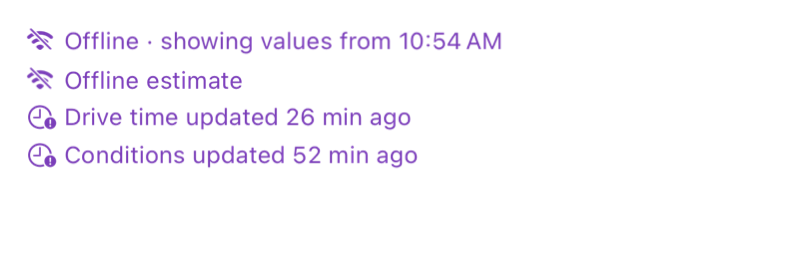 Offline · showing values from 10:54 AM
Offline estimate
Drive time updated 26 min ago
Conditions updated 52 min ago